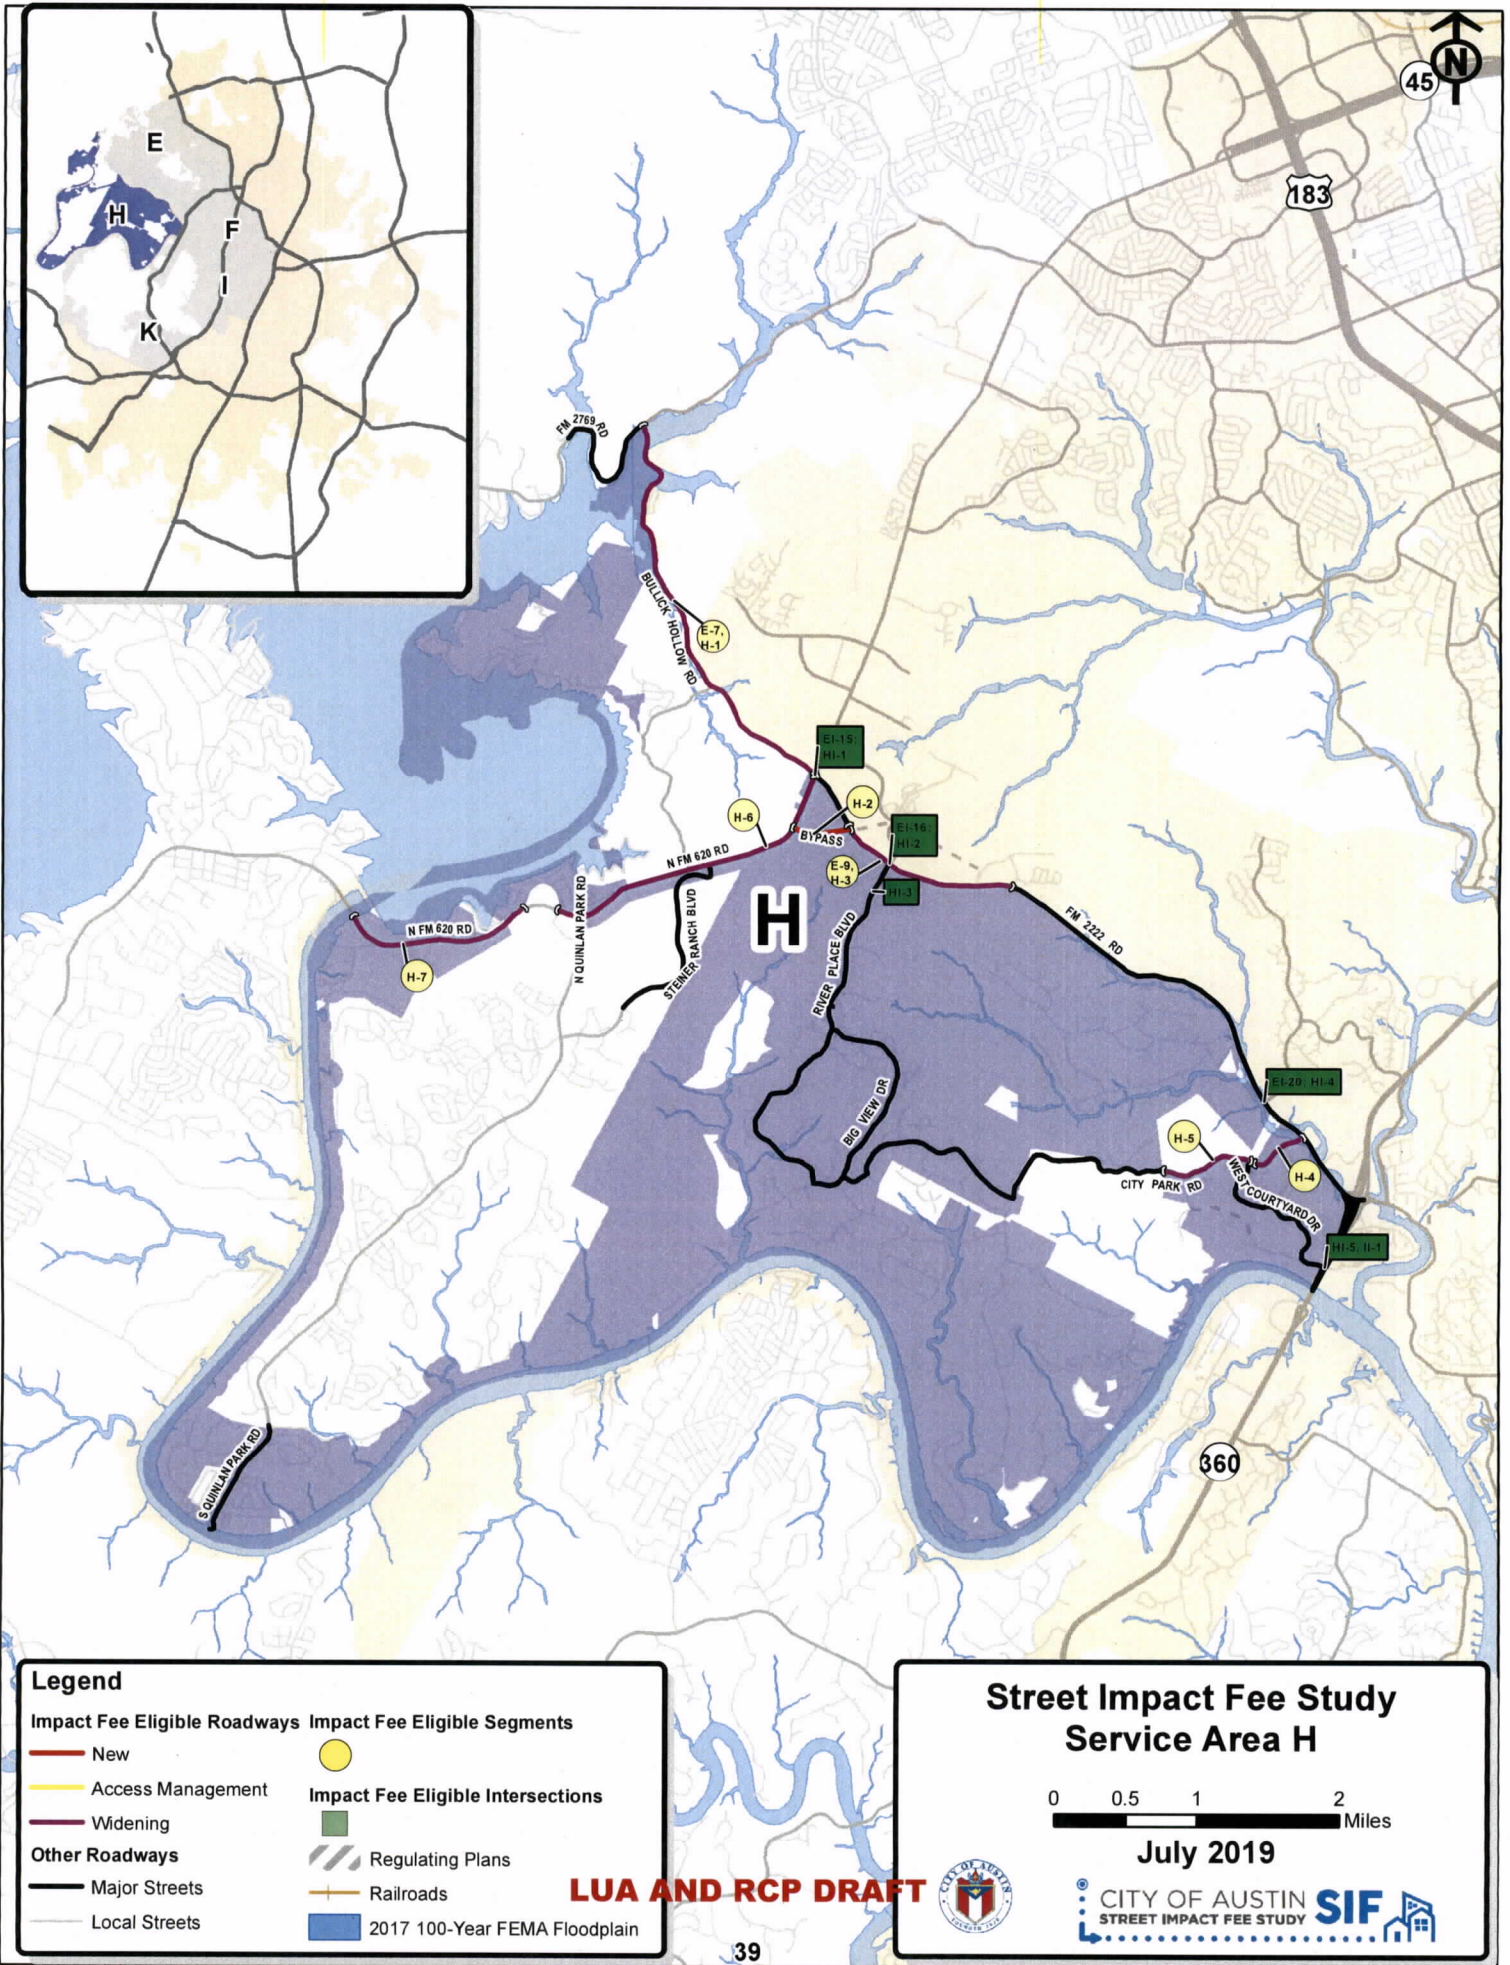 E
H
F
I
K
N
45
183
FM 2769 RD
BULLICK HOLLOW RD
E-7,
H-1
EI-15;
HI-1
H-2
H-6
BYPASS
EI-16;
HI-2
N FM 620 RD
E-9,
H-3
HI-3
H
N QUINLAN PARK RD
STEINER RANCH BLVD
RIVER PLACE BLVD
FM 2222 RD
N FM 620 RD
H-7
BIG VIEW DR
EI-20; HI-4
H-5
H-4
CITY PARK RD
WEST COURTYARD DR
HI-5, II-1
S QUINLAN PARK RD
360
Legend
Impact Fee Eligible Roadways
New
Access Management
Widening
Other Roadways
Major Streets
Local Streets
Impact Fee Eligible Segments
Impact Fee Eligible Intersections
Regulating Plans
Railroads
2017 100-Year FEMA Floodplain
LUA AND RCP DRAFT
39
Street Impact Fee Study
Service Area H
0 0.5 1 2
Miles
July 2019
CITY OF AUSTIN
CITY OF AUSTIN
STREET IMPACT FEE STUDY
SIF